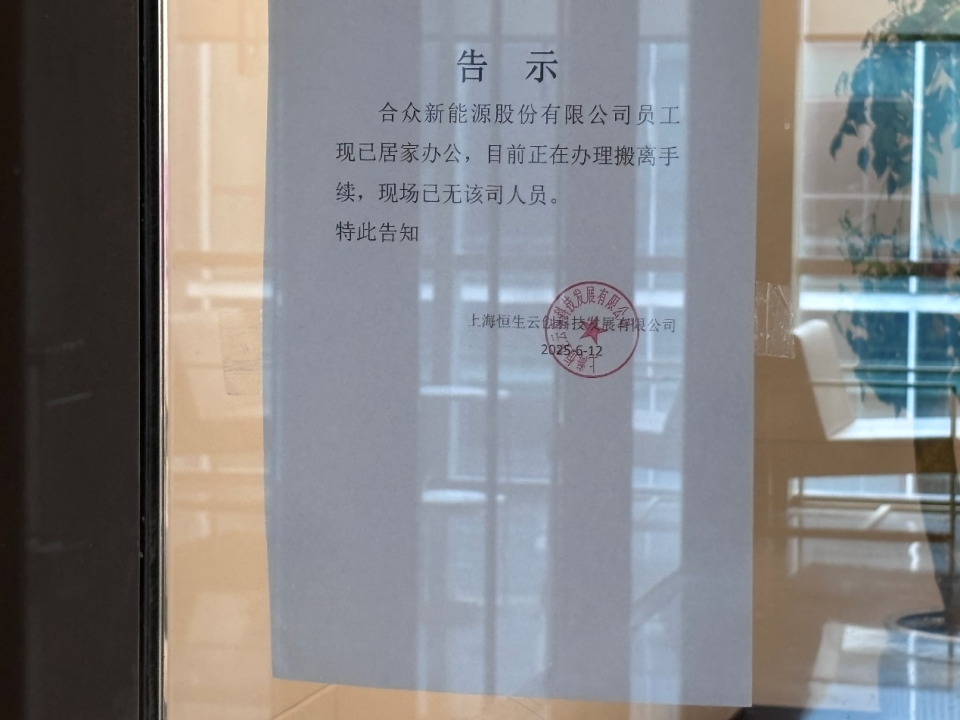 告 示
合众新能源股份有限公司员工
现已居家办公，目前正在办理搬离手
续，现场已无该司人员。
特此告知
上海恒生云创科技发展有限公司
2025-6-12